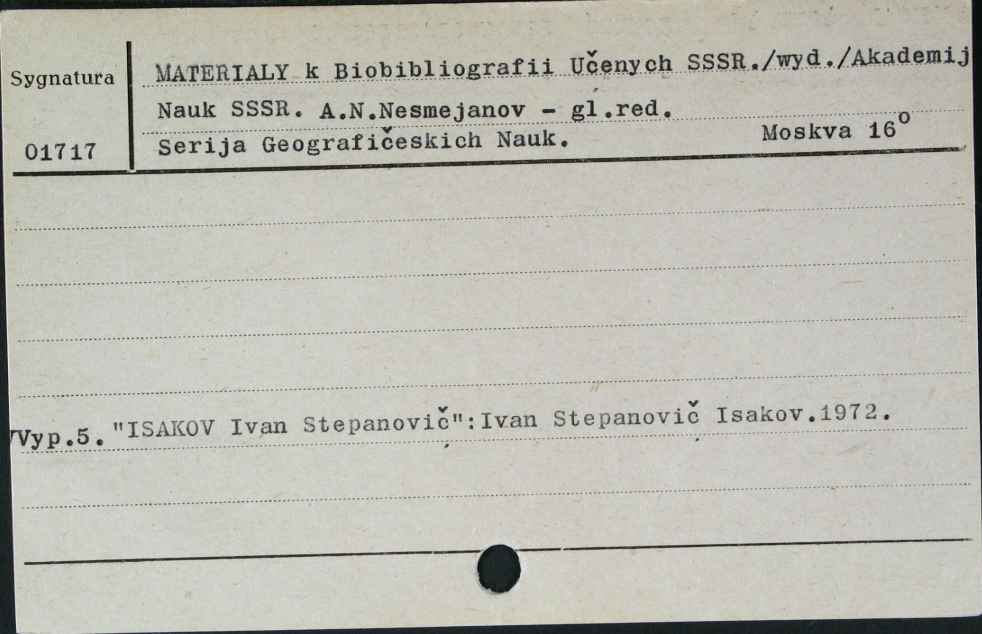 Sygnatura
MATERIALY k Biobibliografii Učenych SSSR./wyd./Akademij
Nauk SSSR. A.N.Nesmejanov - gl.red.
01717
Serija Geografičeskich Nauk. Moskva 16º
Vyp.5. "ISAKOV Ivan Stepanovič":Ivan Stepanovič Isakov.1972.